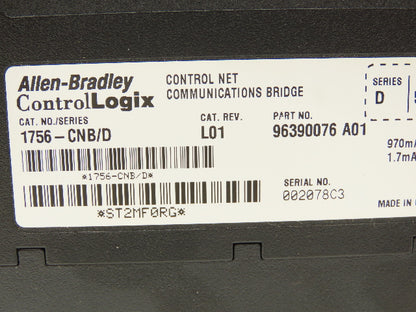 Allen-Bradley
ControlLogix
CONTROL NET
COMMUNICATIONS BRIDGE
SERIES
D
CAT. NO./SERIES
1756-CNB/D
CAT. REV.
L01
PART NO.
96390076 A01
970mA
1.7mA
*1756-CNB/D*
*ST2MF0RG*
SERIAL NO.
002078C3
MADE IN